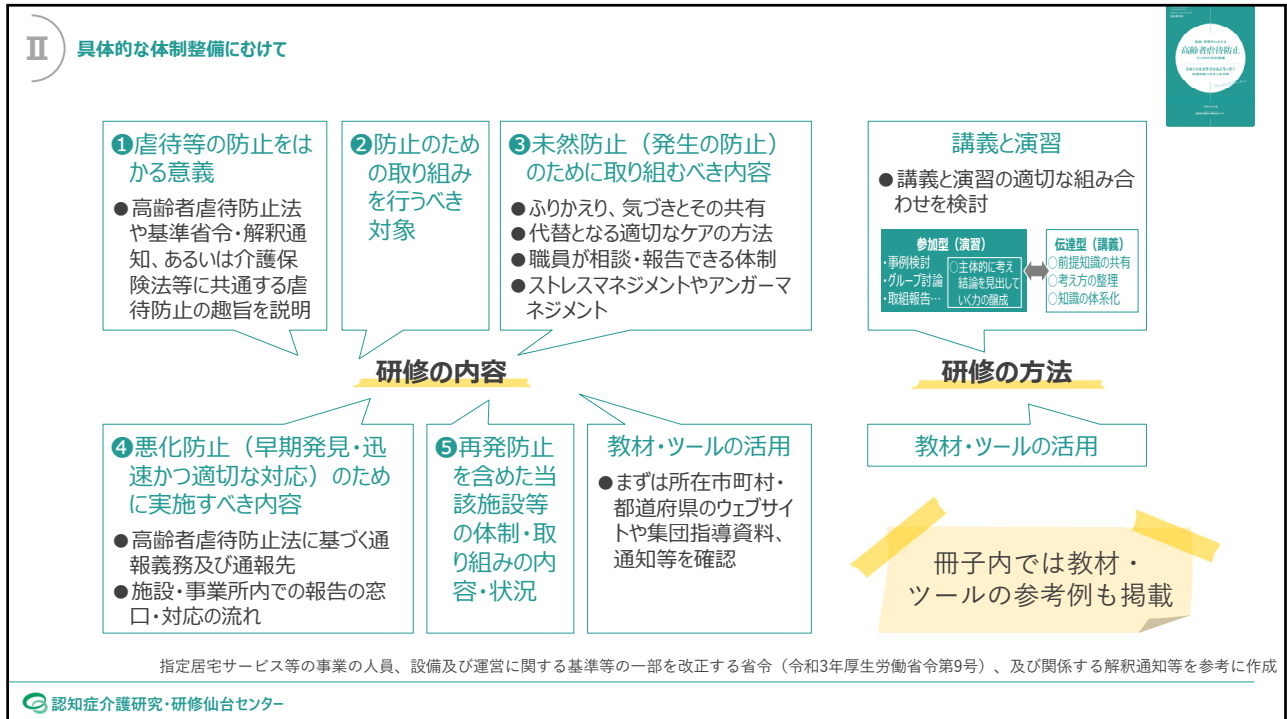 Ⅱ
具体的な体制整備にむけて
高齢者虐待防止
❶虐待等の防止をは
かる意義
●高齢者虐待防止法
や基準省令・解釈通
知、あるいは介護保
険法等に共通する虐
待防止の趣旨を説明
❷防止のため
の取り組み
を行うべき
対象
❸未然防止（発生の防止）
のために取り組むべき内容
●ふりかえり、気づきとその共有
●代替となる適切なケアの方法
●職員が相談・報告できる体制
●ストレスマネジメントやアンガーマ
ネジメント
講義と演習
●講義と演習の適切な組み合
わせを検討
参加型（演習）
・事例検討
・グループ討論
・取組報告…
○主体的に考え
結論を見出して
いく力の醸成
伝達型（講義）
○前提知識の共有
○考え方の整理
○知識の体系化
研修の内容
研修の方法
❹悪化防止（早期発見・迅
速かつ適切な対応）のため
に実施すべき内容
●高齢者虐待防止法に基づく通
報義務及び通報先
●施設・事業所内での報告の窓
口・対応の流れ
❺再発防止
を含めた当
該施設等
の体制・取
り組みの内
容・状況
教材・ツールの活用
●まずは所在市町村・
都道府県のウェブサイ
トや集団指導資料、
通知等を確認
教材・ツールの活用
冊子内では教材・
ツールの参考例も掲載
指定居宅サービス等の事業の人員、設備及び運営に関する基準等の一部を改正する省令（令和3年厚生労働省令第9号）、及び関係する解釈通知等を参考に作成
認知症介護研究・研修仙台センター